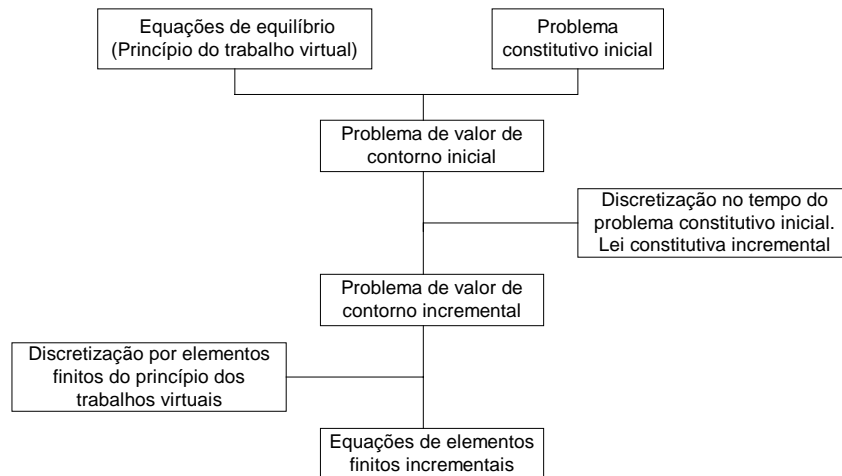 Equações de equilíbrio
(Princípio do trabalho virtual)
Problema
constitutivo inicial
Problema de valor de
contorno inicial
Discretização no tempo do
problema constitutivo inicial.
Lei constitutiva incremental
Problema de valor de
contorno incremental
Discretização por elementos
finitos do princípio dos
trabalhos virtuais
Equações de elementos
finitos incrementais